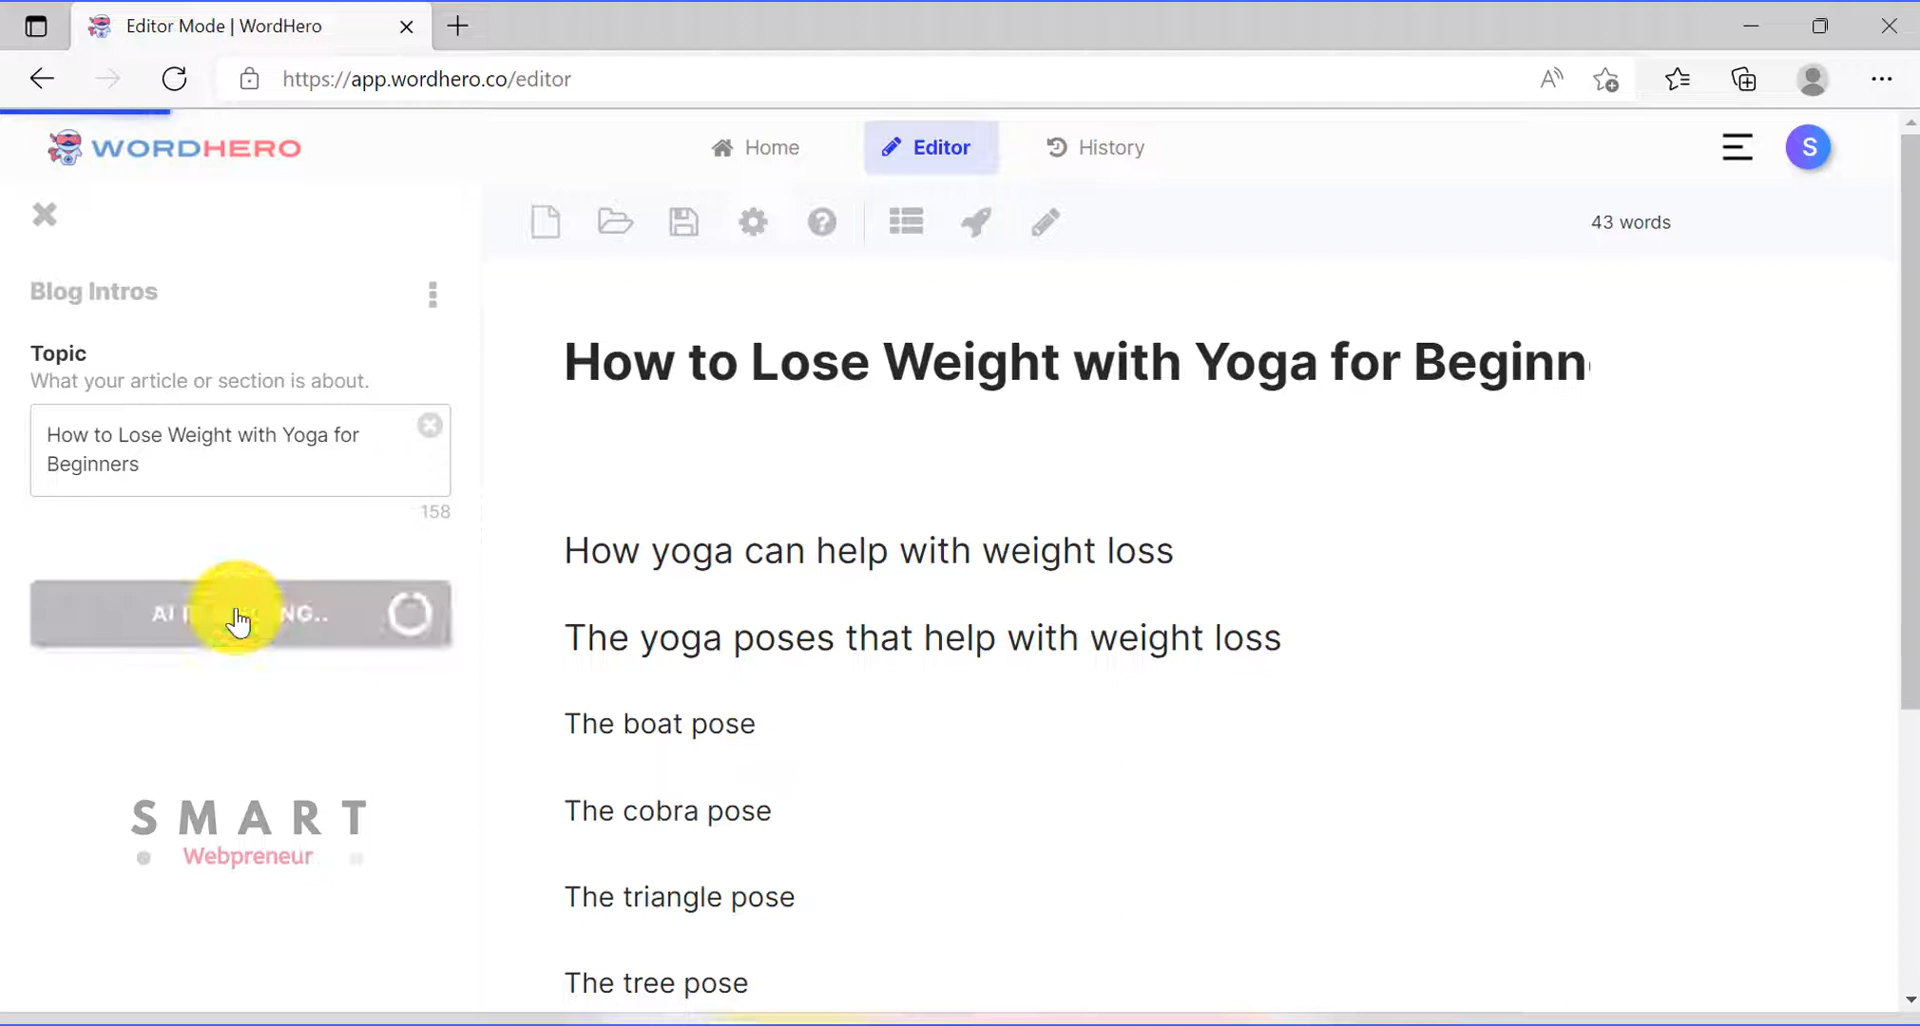 Editor Mode | WordHero
https://app.wordhero.co/editor
WORDHERO
Home
Editor
History
S
43 words
Blog Intros
Topic
What your article or section is about.
How to Lose Weight with Yoga for
Beginners
158
AI
NG..
SMART
Webpreneur
How to Lose Weight with Yoga for Beginn
How yoga can help with weight loss
The yoga poses that help with weight loss
The boat pose
The cobra pose
The triangle pose
The tree pose